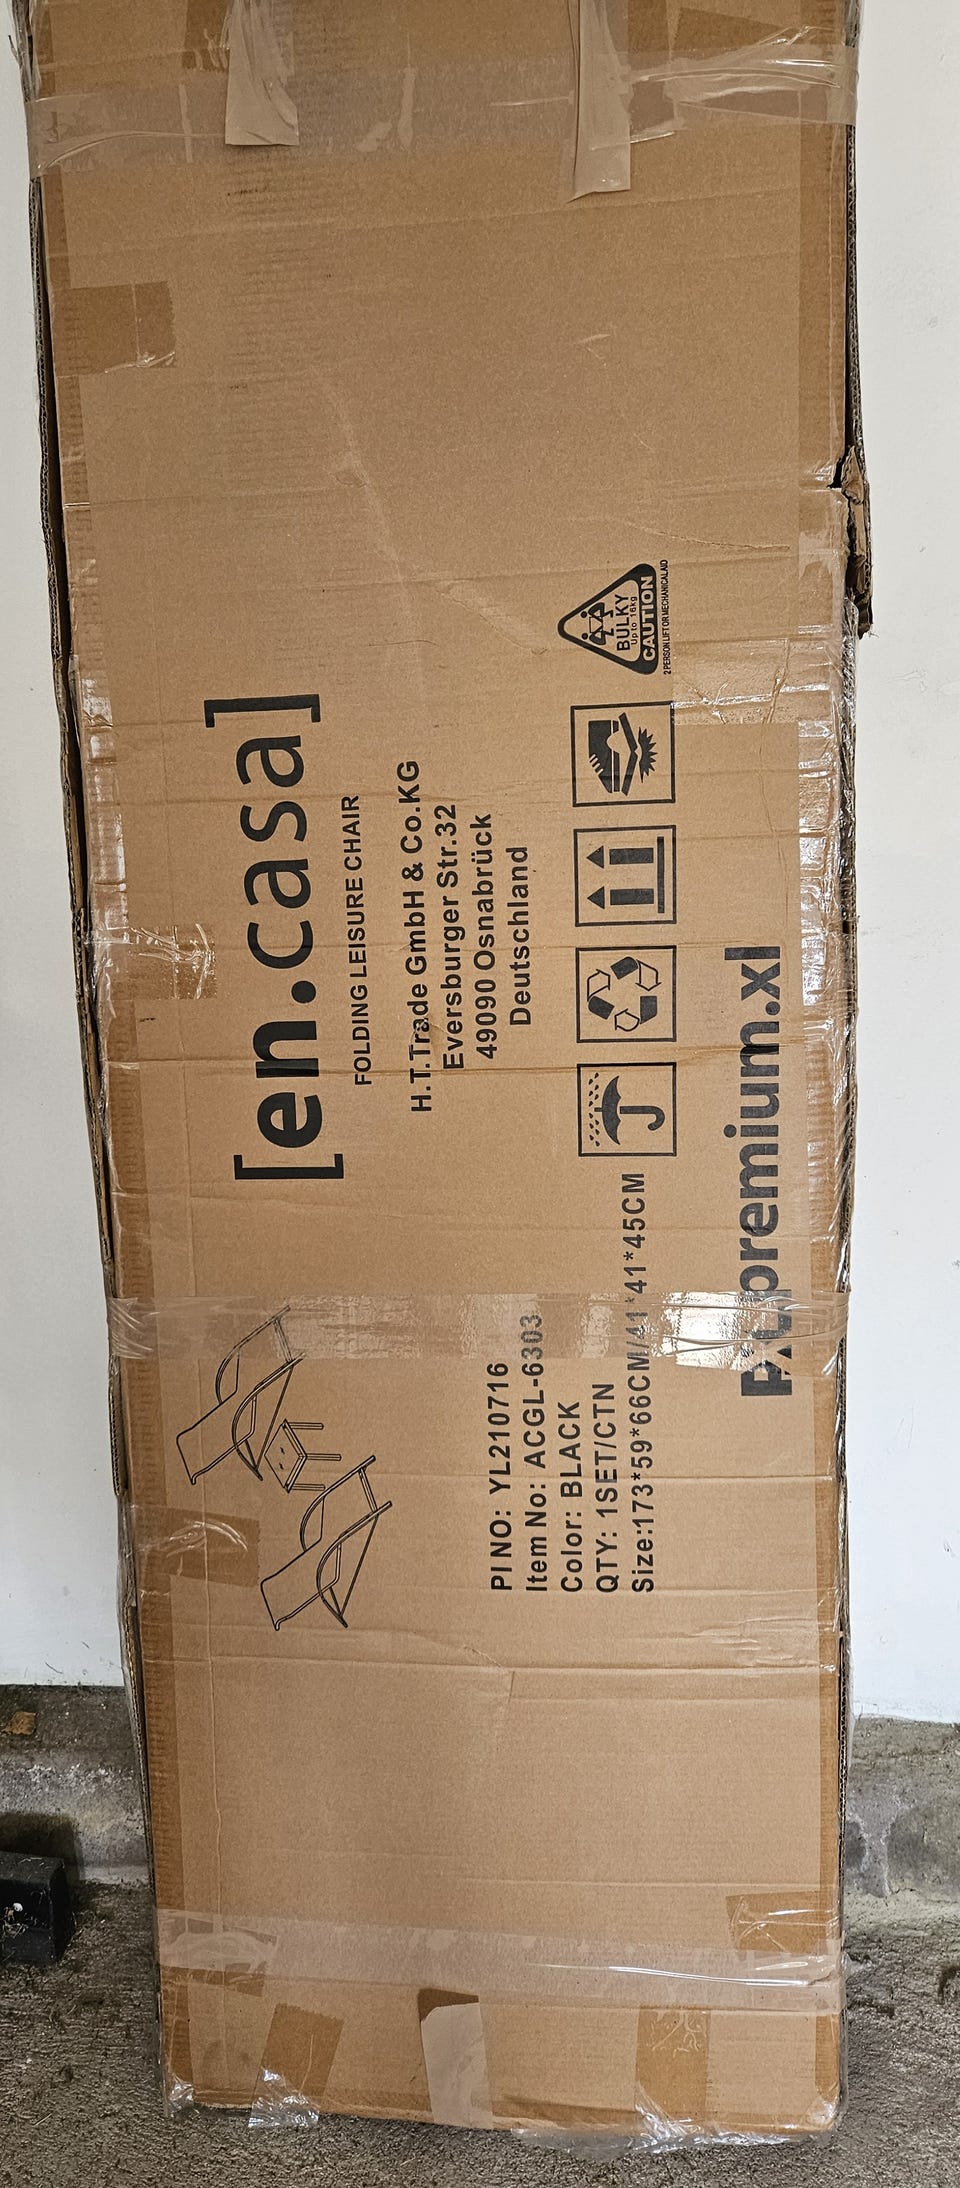 [en.casa]
FOLDING LEISURE CHAIR
H.T.Trade GmbH & Co.KG
Eversburger Str.32
49090 Osnabrück
Deutschland
BULKY
Up to 16kg
CAUTION
2 PERSON LIFT OR MECHANICAL AID
PI NO: YL210716
Item No: ACGL-6303
Color: BLACK
QTY: 1SET/CTN
Size:173*59*66CM/41*41*45CM
premium.xl